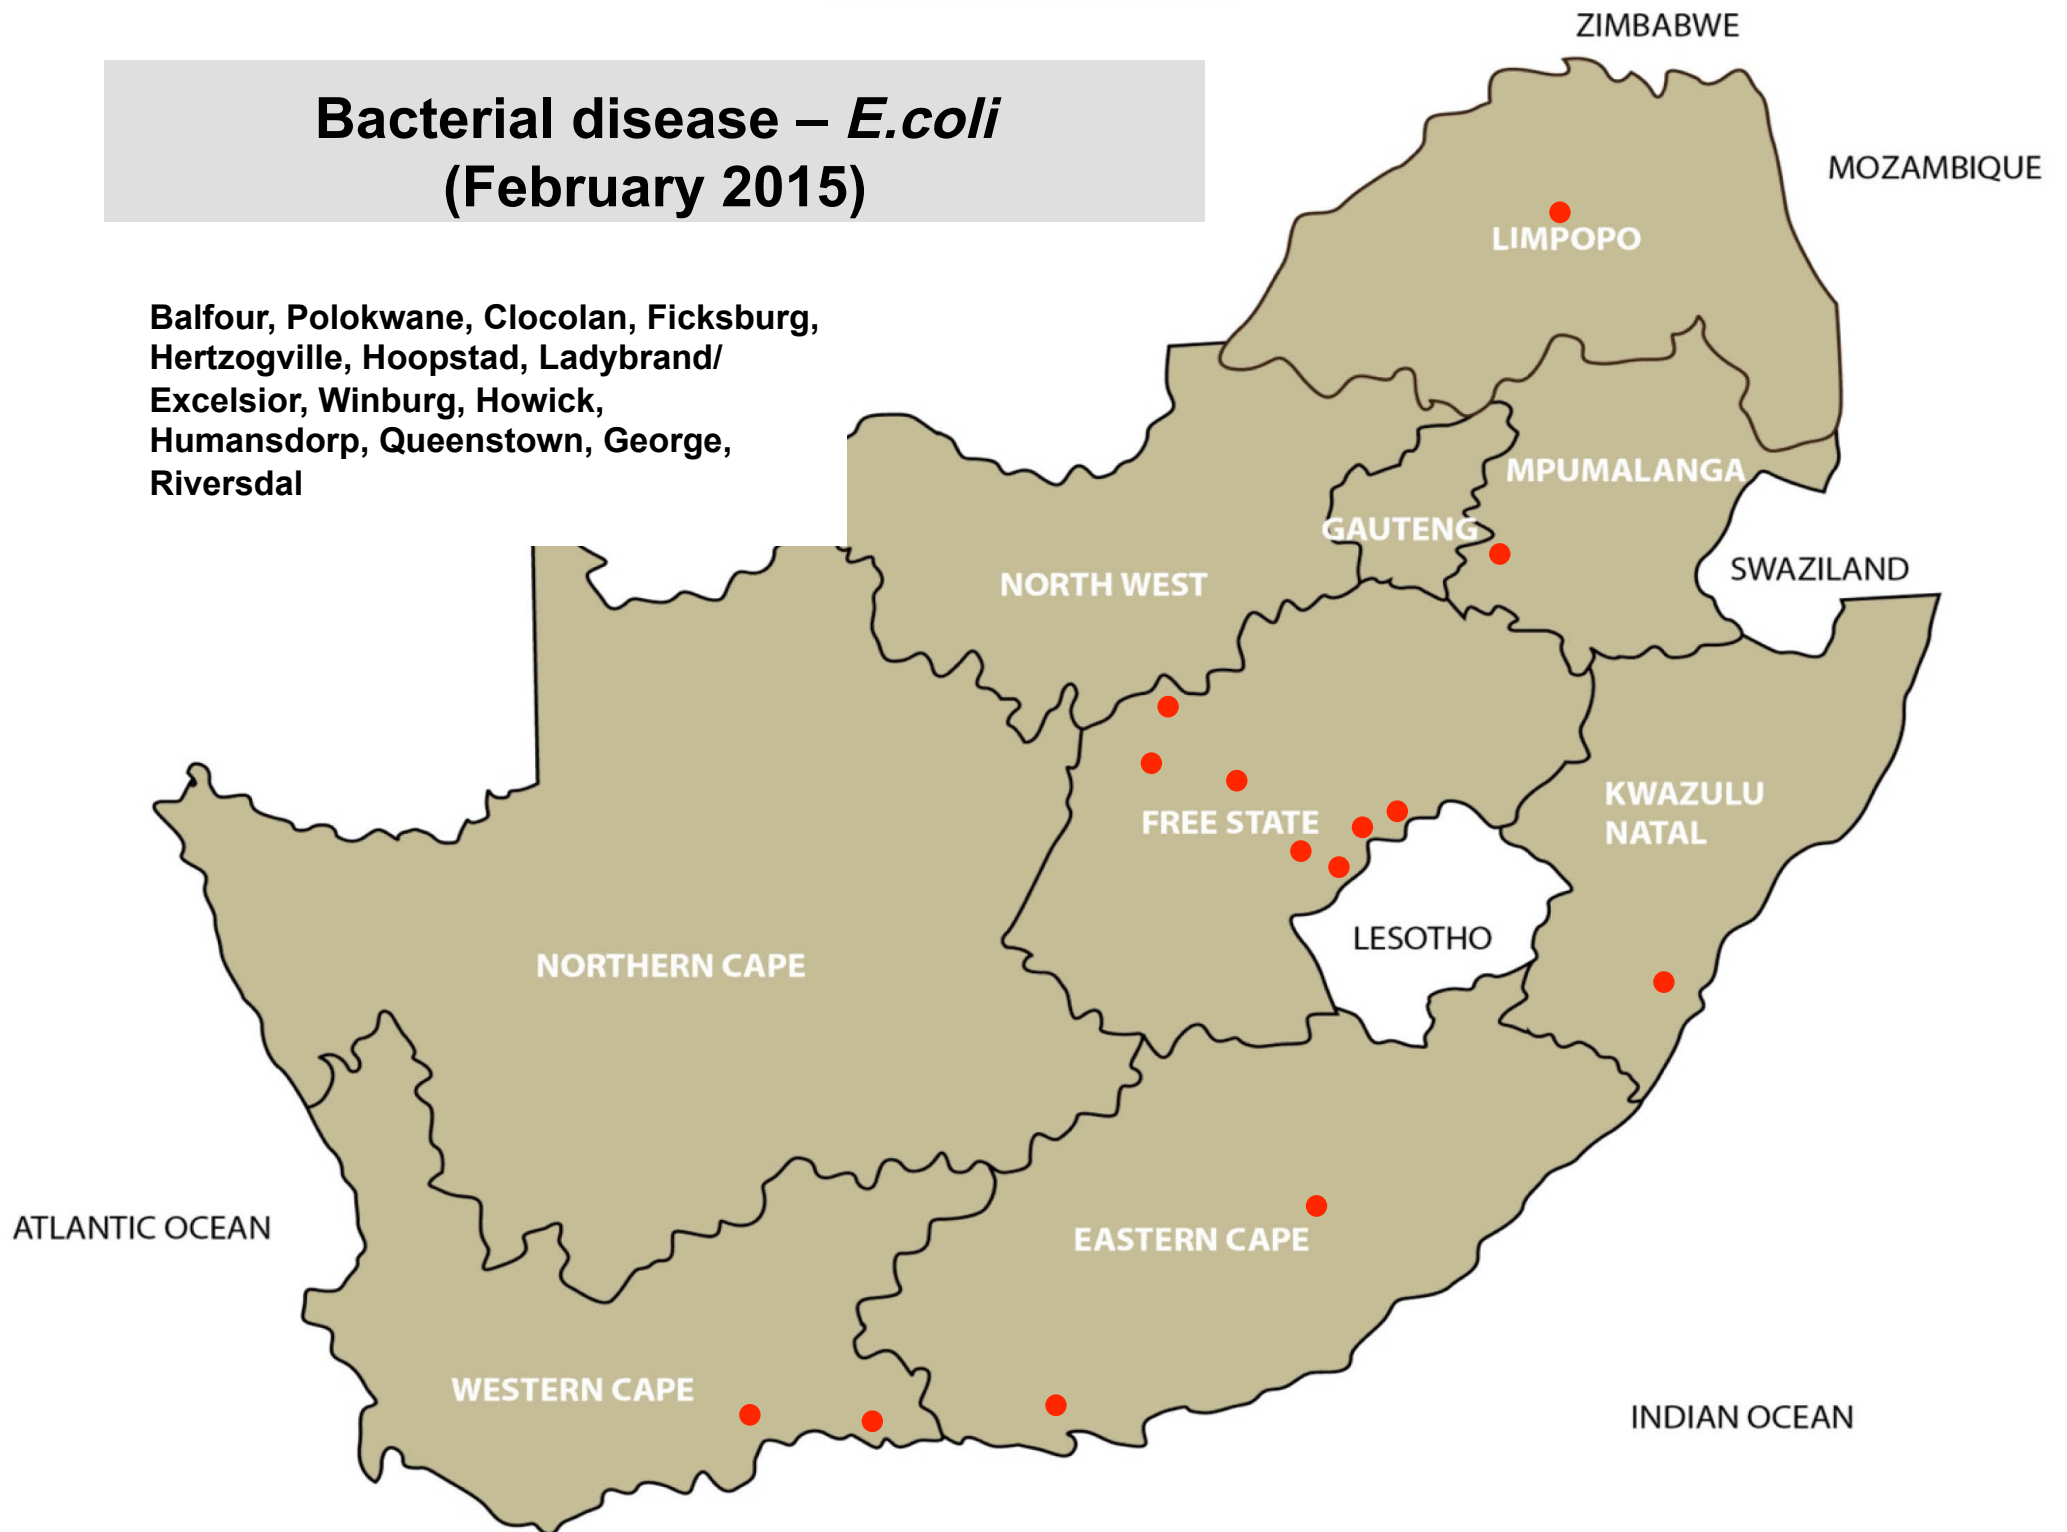 ZIMBABWE
Bacterial disease – E.coli
(February 2015)
MOZAMBIQUE
LIMPOPO
Balfour, Polokwane, Clocolan, Ficksburg,
Hertzogville, Hoopstad, Ladybrand/
Excelsior, Winburg, Howick,
Humansdorp, Queenstown, George,
Riversdal
MPUMALANGA
GAUTENG
SWAZILAND
NORTH WEST
KWAZULU
NATAL
FREE STATE
LESOTHO
NORTHERN CAPE
ATLANTIC OCEAN
EASTERN CAPE
WESTERN CAPE
INDIAN OCEAN